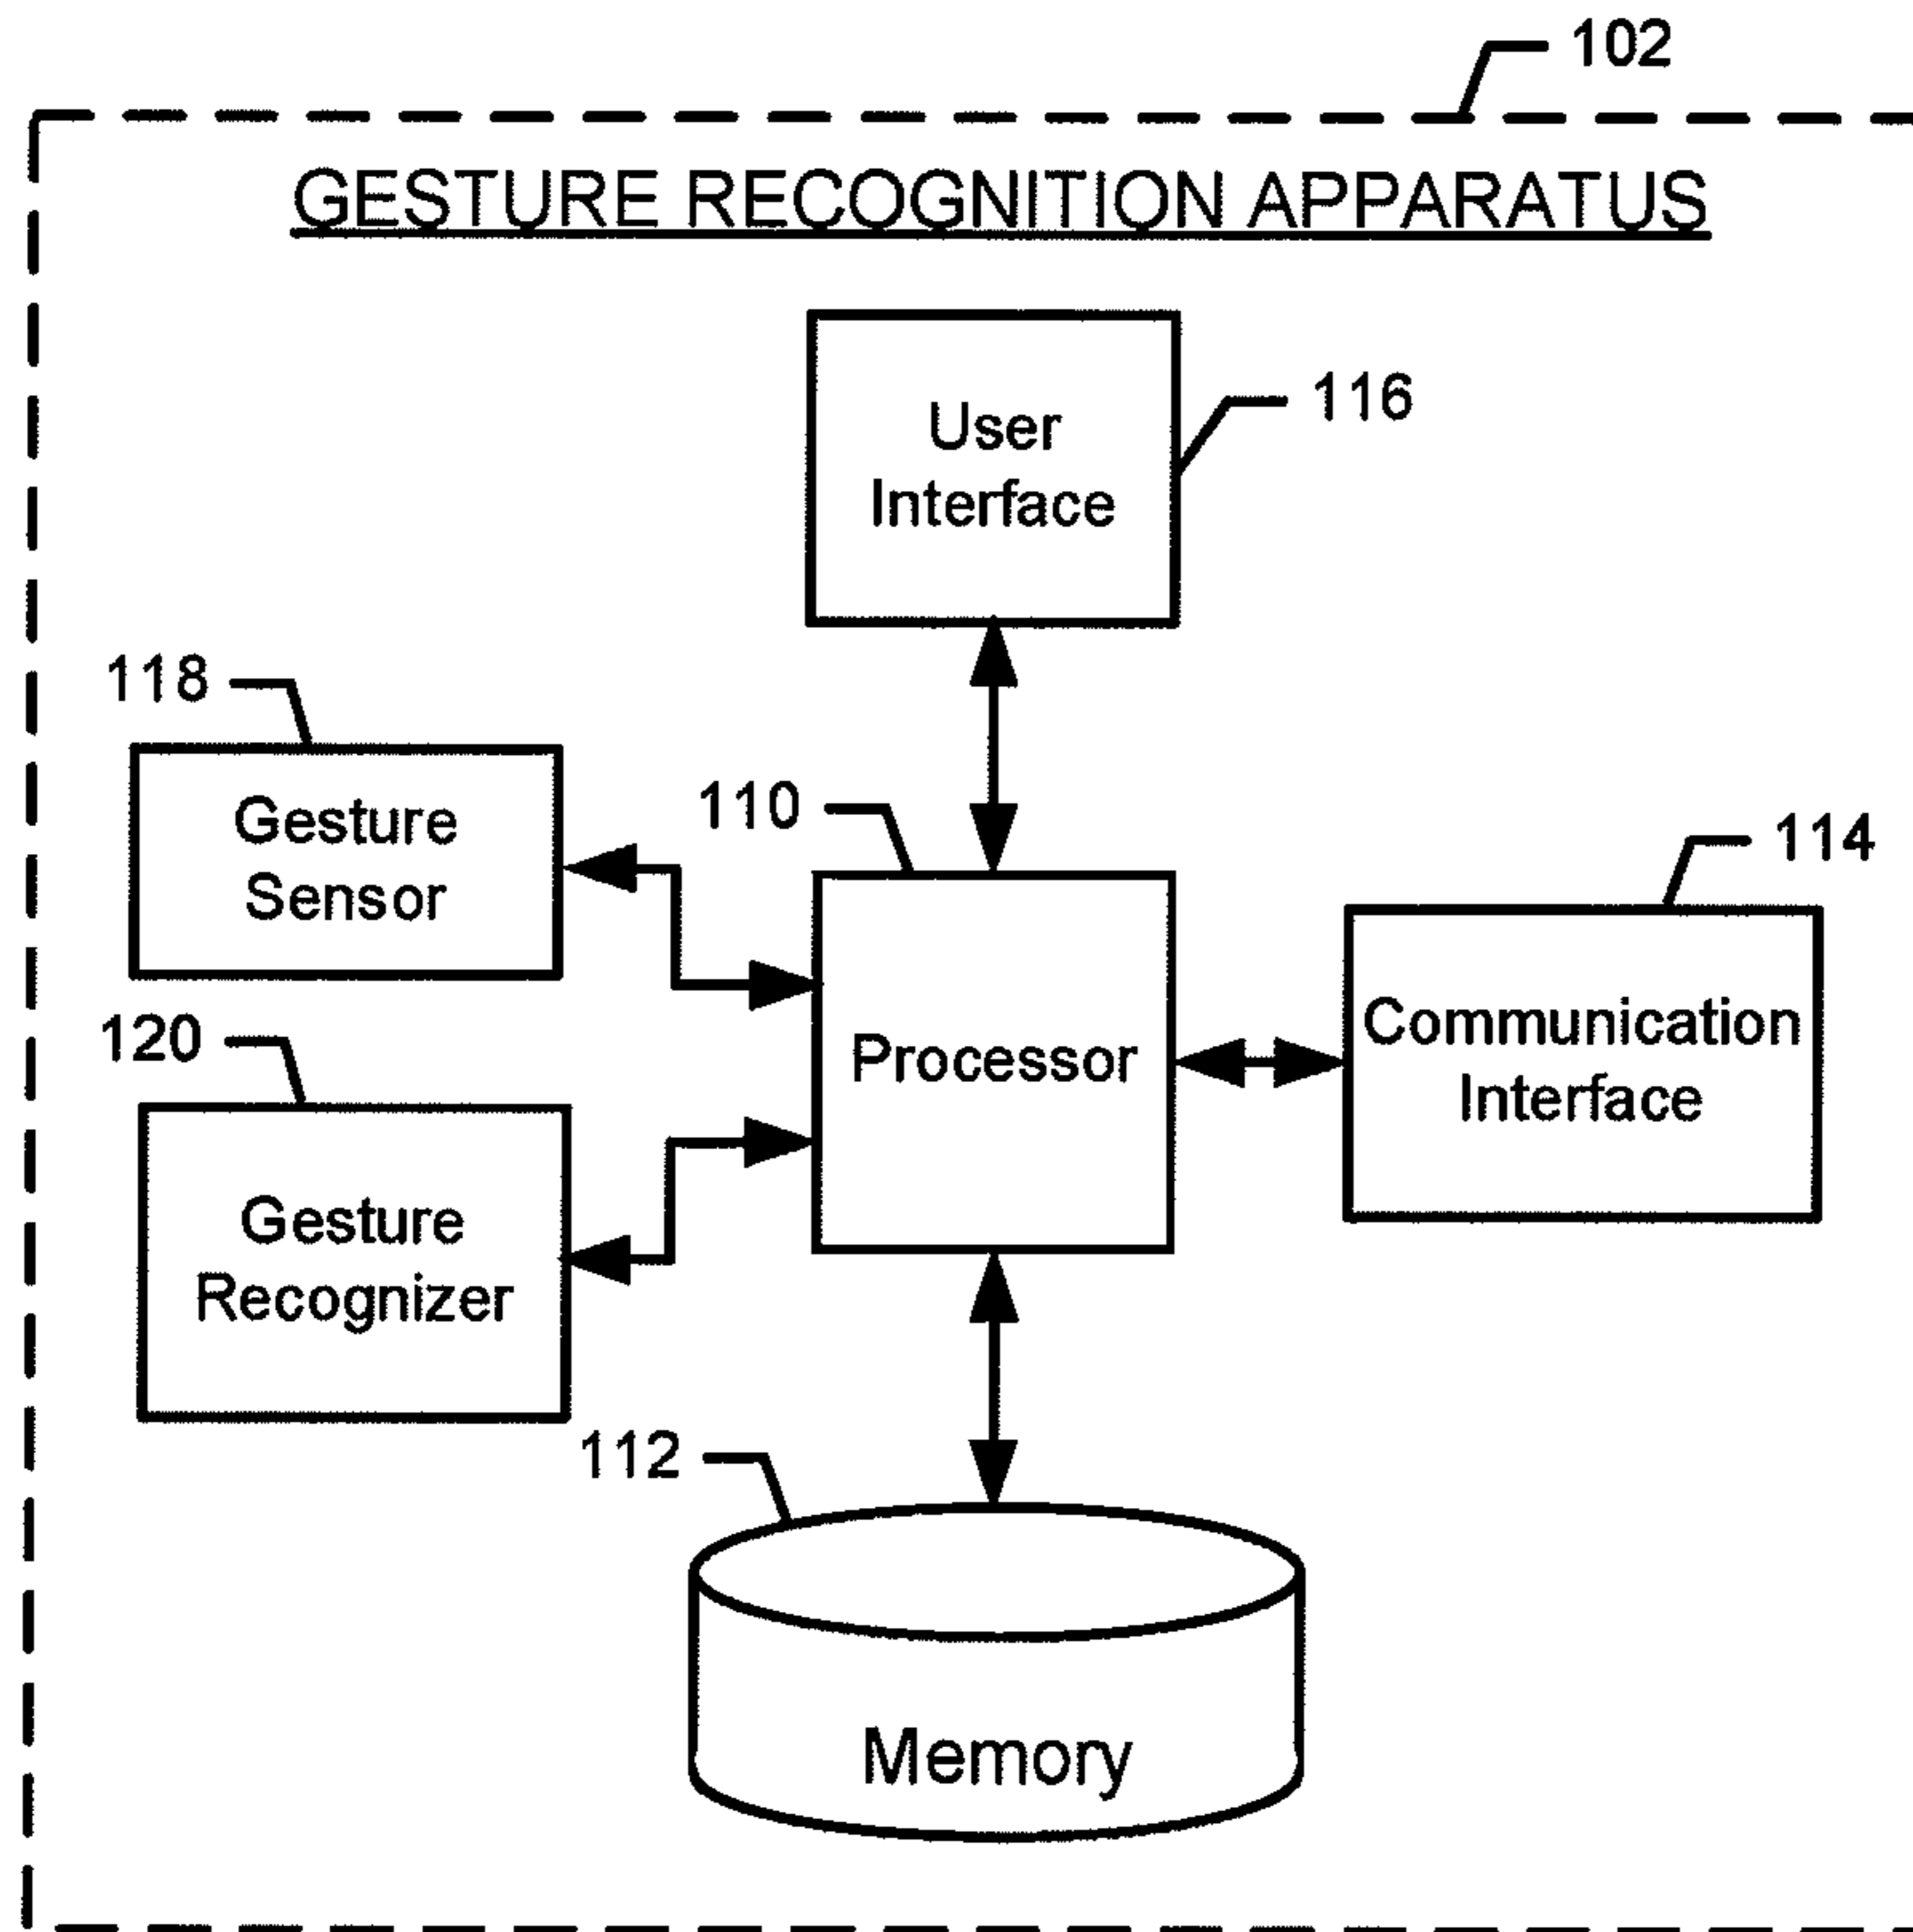 102
GESTURE RECOGNITION APPARATUS
User
Interface
116
118
Gesture
Sensor
110
Processor
114
Communication
Interface
120
Gesture
Recognizer
112
Memory